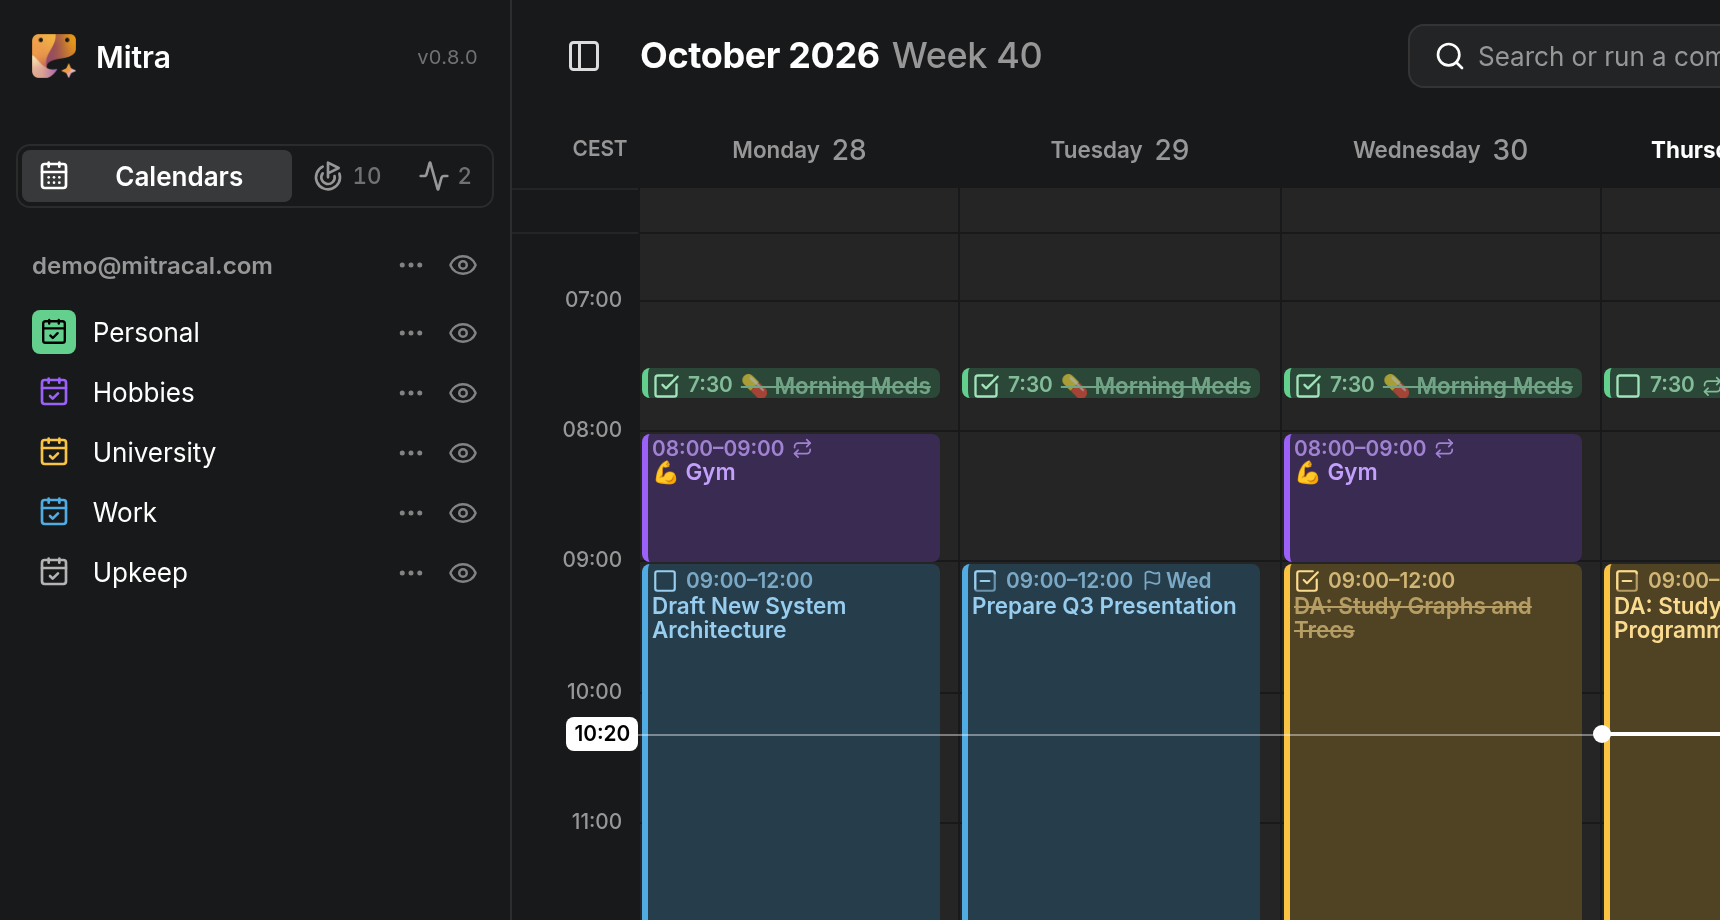 Mitra
v0.8.0
Calendars
10
2
demo@mitracal.com
Personal
Hobbies
University
Work
Upkeep
October 2026 Week 40
Search or run a com
CEST
Monday 28
Tuesday 29
Wednesday 30
Thurs
07:00
08:00
09:00
10:00
10:20
11:00
7:30 💊 Morning Meds
08:00–09:00
💪 Gym
09:00–12:00
Draft New System
Architecture
7:30 💊 Morning Meds
09:00–12:00 Wed
Prepare Q3 Presentation
7:30 💊 Morning Meds
08:00–09:00
💪 Gym
09:00–12:00
DA: Study Graphs and
Trees
7:30
09:00–
DA: Study
Programm